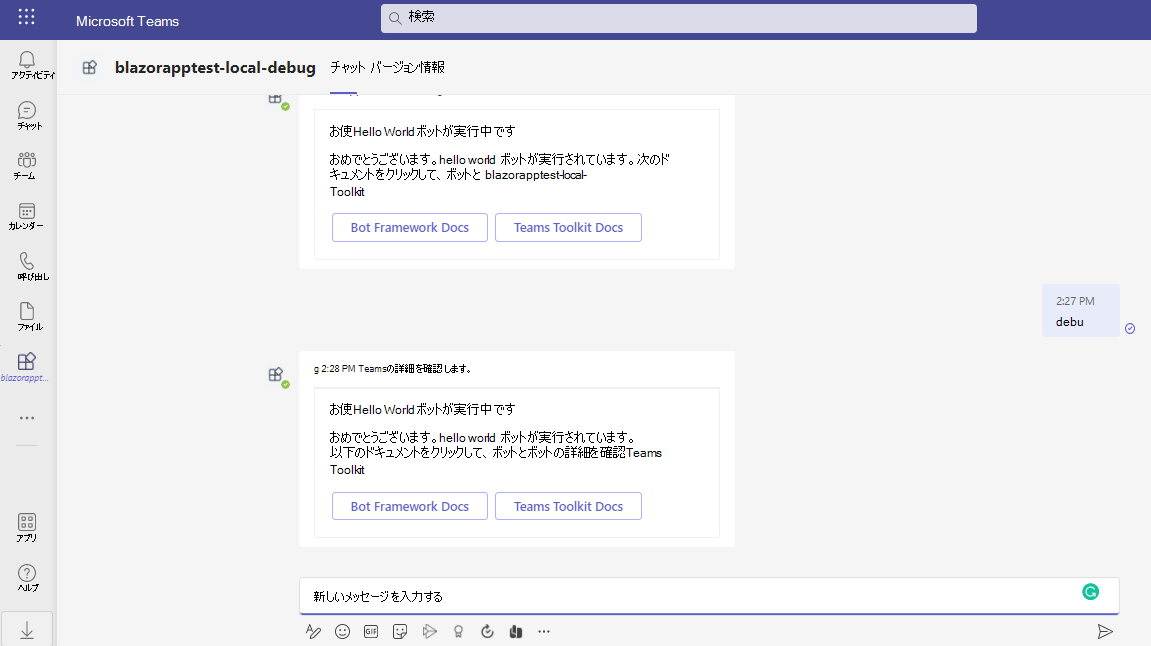 Microsoft Teams
検索
アクティビティ
チャット
チーム
カレンダー
呼び出し
ファイル
blazorappt...
アプリ
ヘルプ
blazorapptest-local-debug
チャット バージョン情報
お使Hello World ボットが実行中です
おめでとうございます。hello world ボットが実行されています。次のド
キュメントをクリックして、ボットと blazorapptest-local-
Toolkit
Bot Framework Docs Teams Toolkit Docs
2:27 PM
debu
g 2:28 PM Teamsの詳細を確認します。
お使Hello World ボットが実行中です
おめでとうございます。hello world ボットが実行されています。
以下のドキュメントをクリックして、ボットとボットの詳細を確認Teams
Toolkit
Bot Framework Docs Teams Toolkit Docs
新しいメッセージを入力する
GIF